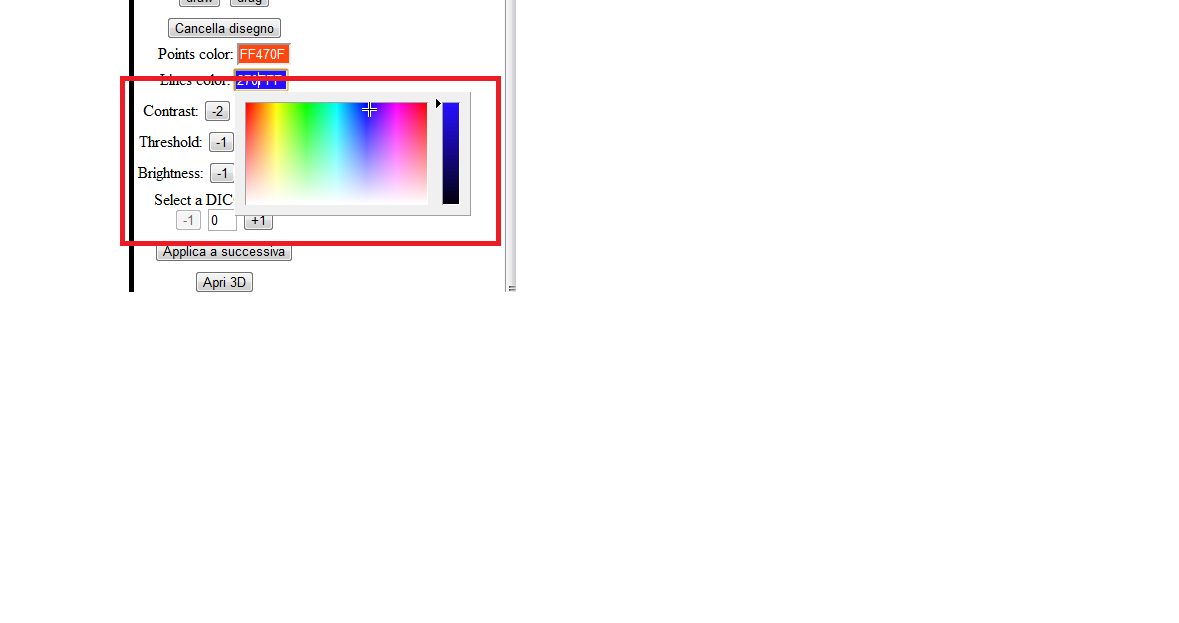 draw drag
Cancella disegno
Points color: FF470F
Lines color:
Contrast: -2
Threshold: -1
Brightness: -1
Select a DIC
-1 0 +1
Applica a successiva
Apri 3D